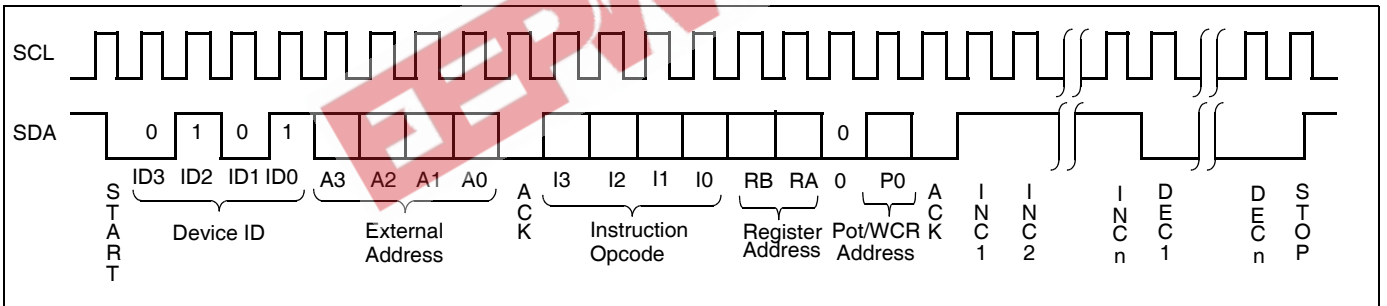 SCL
SDA
0 1 0 1 0
ID3 ID2 ID1 ID0 A3 A2 A1 A0 I3 I2 I1 I0 RB RA 0 P0
START
Device ID
External
Address
ACK
Instruction
Opcode
Register
Address
Pot/WCR
Address
ACK
INC1
INC2
INCn
DEC1
DECn
STOP